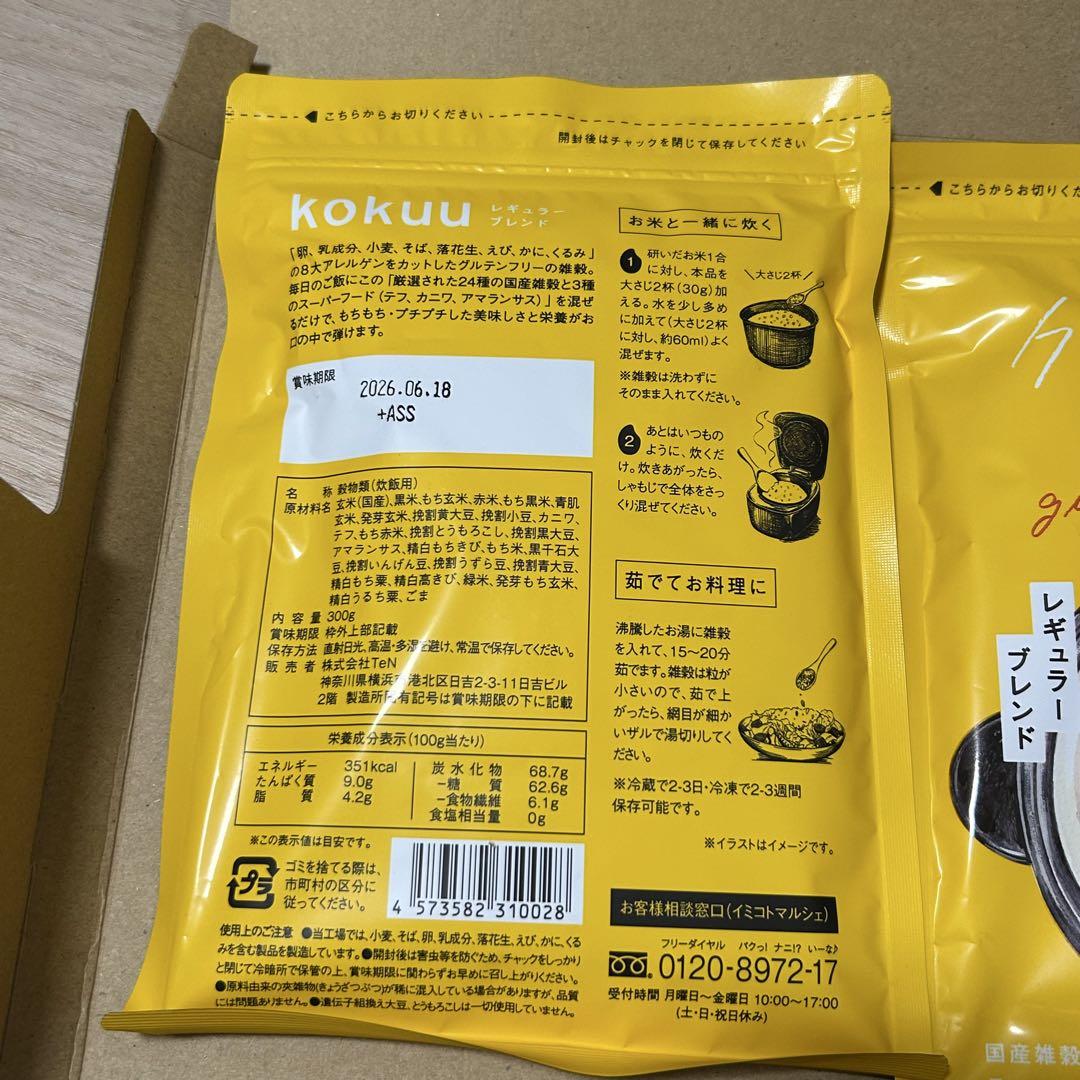 こちらからお切りください
開封後はチャックを閉じて保存してください
kokuu
レギュラー
ブレンド
「卵、乳成分、小麦、そば、落花生、えび、かに、くるみ」
の8大アレルゲンをカットしたグルテンフリーの雑穀。
毎日のご飯にこの「厳選された24種の国産雑穀と3種
のスーパーフード（テフ、カニワ、アマランサス）」を混ぜ
るだけで、もちもち・プチプチした美味しさと栄養がお
口の中で弾けます。
賞味期限
2026.06.18
+ASS
名称 穀物類（炊飯用）
原材料名 玄米（国産）、黒米、もち玄米、赤米、もち黒米、青肌
玄米、発芽玄米、挽割黄大豆、挽割小豆、カニワ、
テフ、もち赤米、挽割とうもろこし、挽割黒大豆、
アマランサス、精白もちきび、もち米、黒千石大
豆、挽割いんげん豆、挽割うずら豆、挽割青大豆、
精白もち粟、精白高きび、緑米、発芽もち玄米、
精白うるち粟、ごま
内容量 300g
賞味期限 枠外上部記載
保存方法 直射日光、高温・多湿を避け、常温で保存してください。
販売者 株式会社TeN
神奈川県横浜市港北区日吉2-3-11日吉ビル
2階 製造所固有記号は賞味期限の下に記載
栄養成分表示（100g当たり）
エネルギー 351kcal
たんぱく質 9.0g
脂質 4.2g
炭水化物 68.7g
−糖質 62.6g
−食物繊維 6.1g
食塩相当量 0g
※この表示値は目安です。
プラ
ゴミを捨てる際は、
市町村の区分に
従ってください。
4 573582 310028
使用上のご注意 ●当工場では、小麦、そば、卵、乳成分、落花生、えび、かに、くる
みを含む製品を製造しています。●開封後は害虫等を防ぐため、チャックをしっかり
と閉じて冷暗所で保管の上、賞味期限に関わらずお早めに召し上がりください。
●原料由来の夾雑物（きょうざつぶつ）が稀に混入している場合がありますが、品質
には問題ありません。●遺伝子組換え大豆、とうもろこしは一切使用していません。
お米と一緒に炊く
1 研いだお米1合
に対し、本品を
大さじ2杯（30g）加
える。水を少し多め
に加えて（大さじ2杯
に対し、約60ml）よく
混ぜます。
＼大さじ2杯／
※雑穀は洗わずに
そのまま入れてください。
2 あとはいつもの
ように、炊くだ
け。炊きあがったら、
しゃもじで全体をさっ
くり混ぜてください。
茹でてお料理に
沸騰したお湯に雑穀
を入れて、15〜20分
茹でます。雑穀は粒が
小さいので、茹で上
がったら、網目が細か
いザルで湯切りしてく
ださい。
※冷蔵で2-3日・冷凍で2-3週間
保存可能です。
※イラストはイメージです。
お客様相談窓口（イミコトマルシェ）
フリーダイヤル パクっ! ナニ!? いーな♪
0120-8972-17
受付時間 月曜日〜金曜日 10:00〜17:00
（土・日・祝日休み）
こちらからお切りくだ
レギュラー
ブレンド
国産雑穀